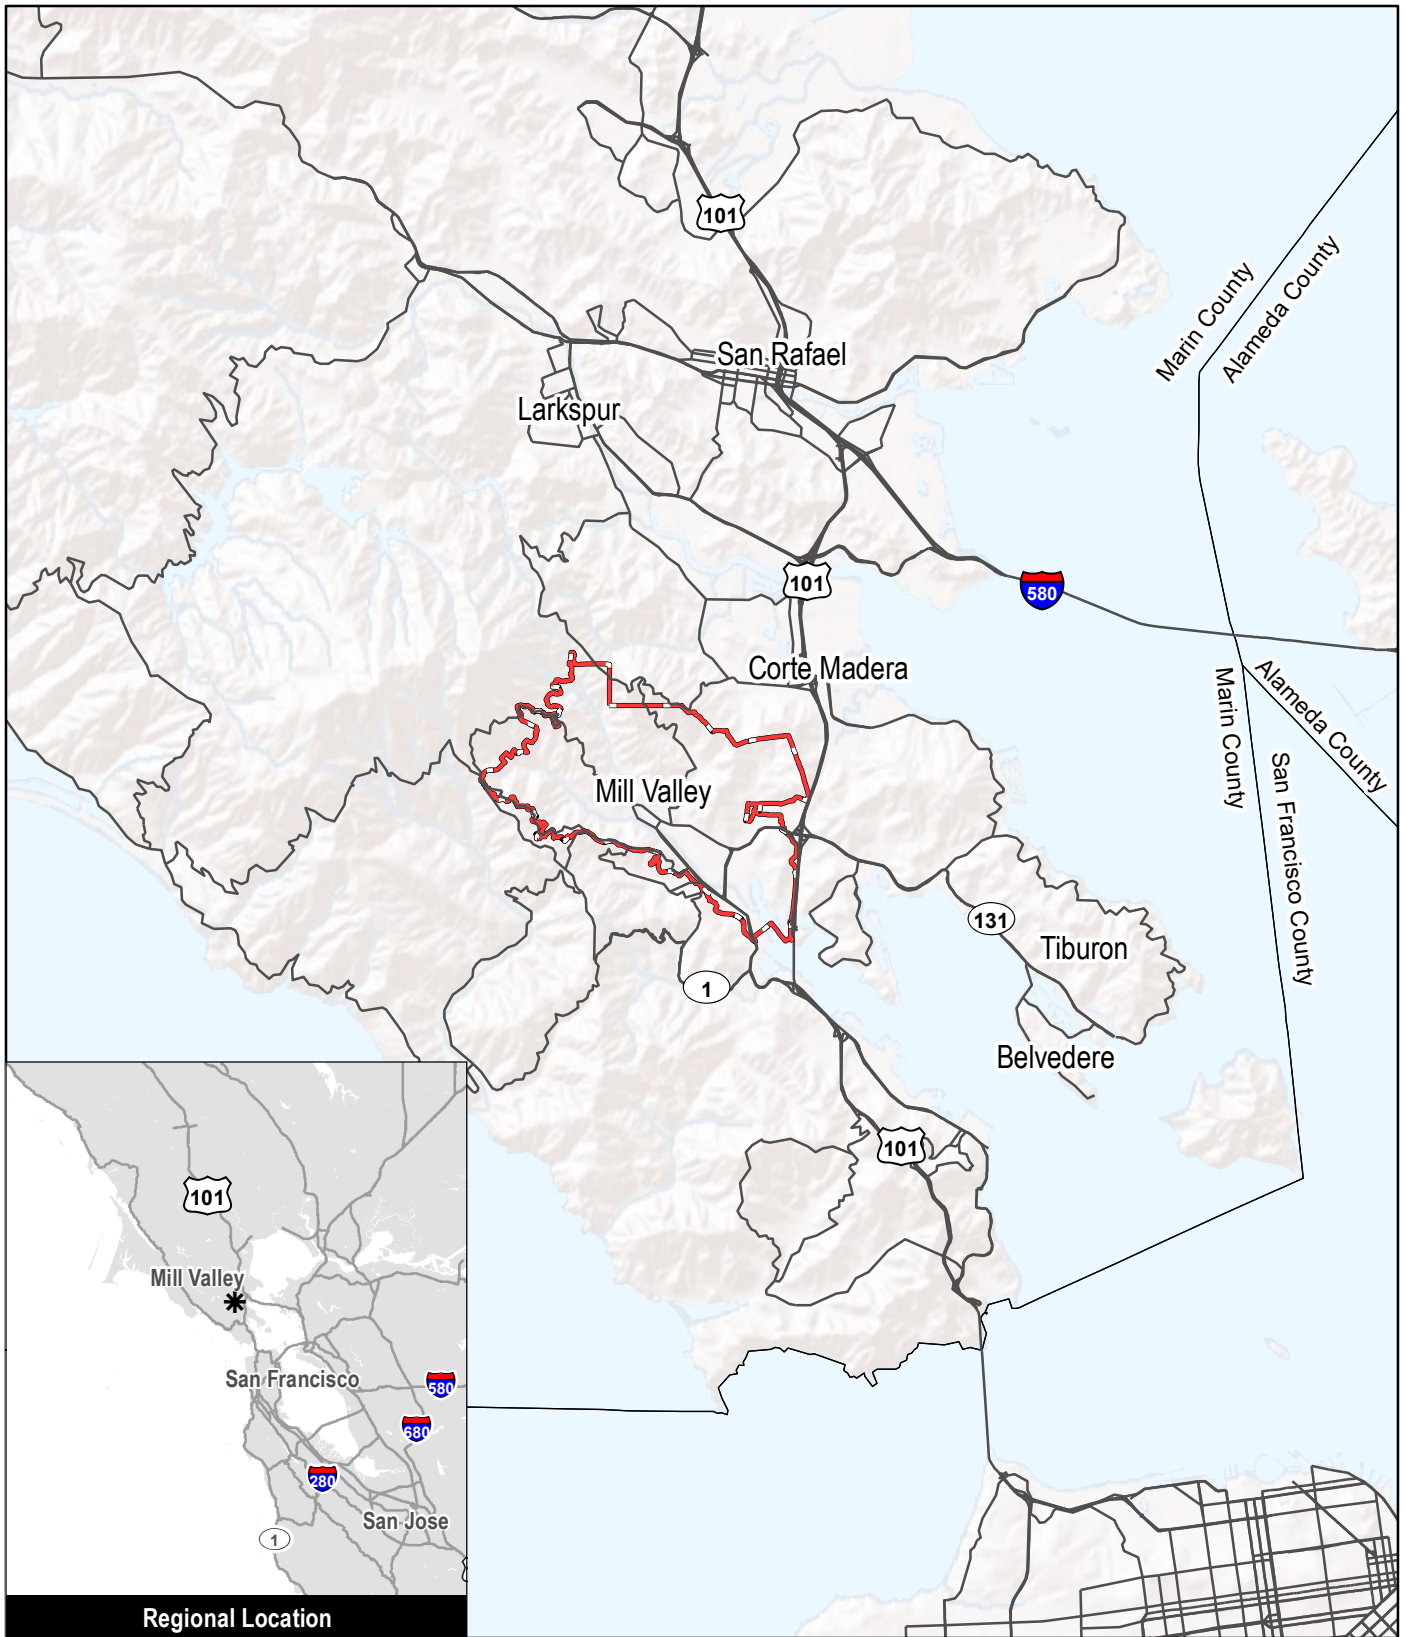 101
Marin County
Alameda County
San Rafael
Larkspur
101
580
Corte Madera
Alameda County
Marin County
San Francisco County
Mill Valley
131
Tiburon
1
Belvedere
101
101
Mill Valley
San Francisco
580
680
280
San Jose
1
Regional Location